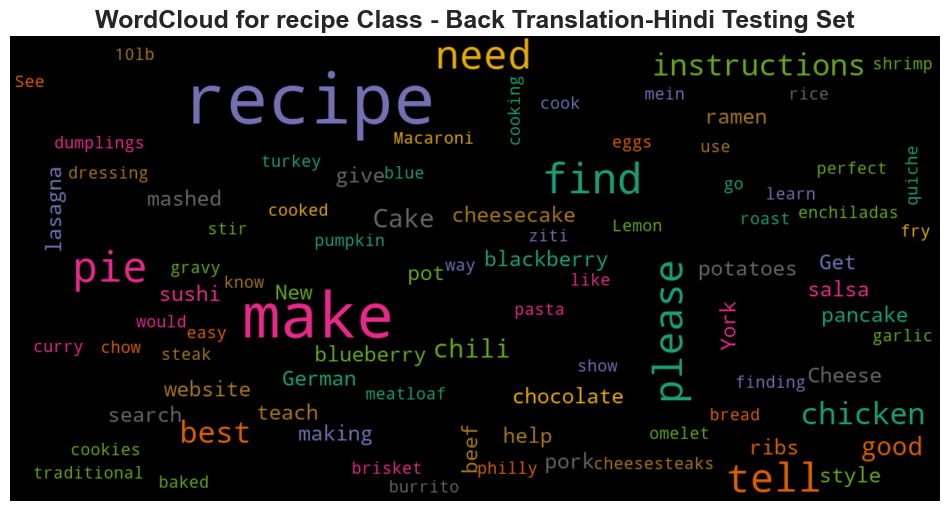 WordCloud for recipe Class - Back Translation-Hindi Testing Set
10lb
need
See
recipe
cooking
cook
instructions
shrimp
mein
rice
ramen
dumplings
Macaroni
eggs
use
turkey
dressing
lasagna
give
blue
find
perfect
quiche
go
learn
mashed
cooked
Cake
cheesecake
Lemon
roast
enchiladas
stir
pumpkin
ziti
fry
pie
gravy
know
pot
way
blackberry
like
please
potatoes
Get
sushi
New
make
pasta
York
salsa
would
easy
pancake
curry
chow
steak
blueberry
chili
garlic
German
show
website
meatloaf
chocolate
finding
Cheese
search
teach
best
making
beef
help
omelet
bread
chicken
cookies
ribs
good
traditional
baked
brisket
philly
pork
cheesesteaks
burrito
tell
style